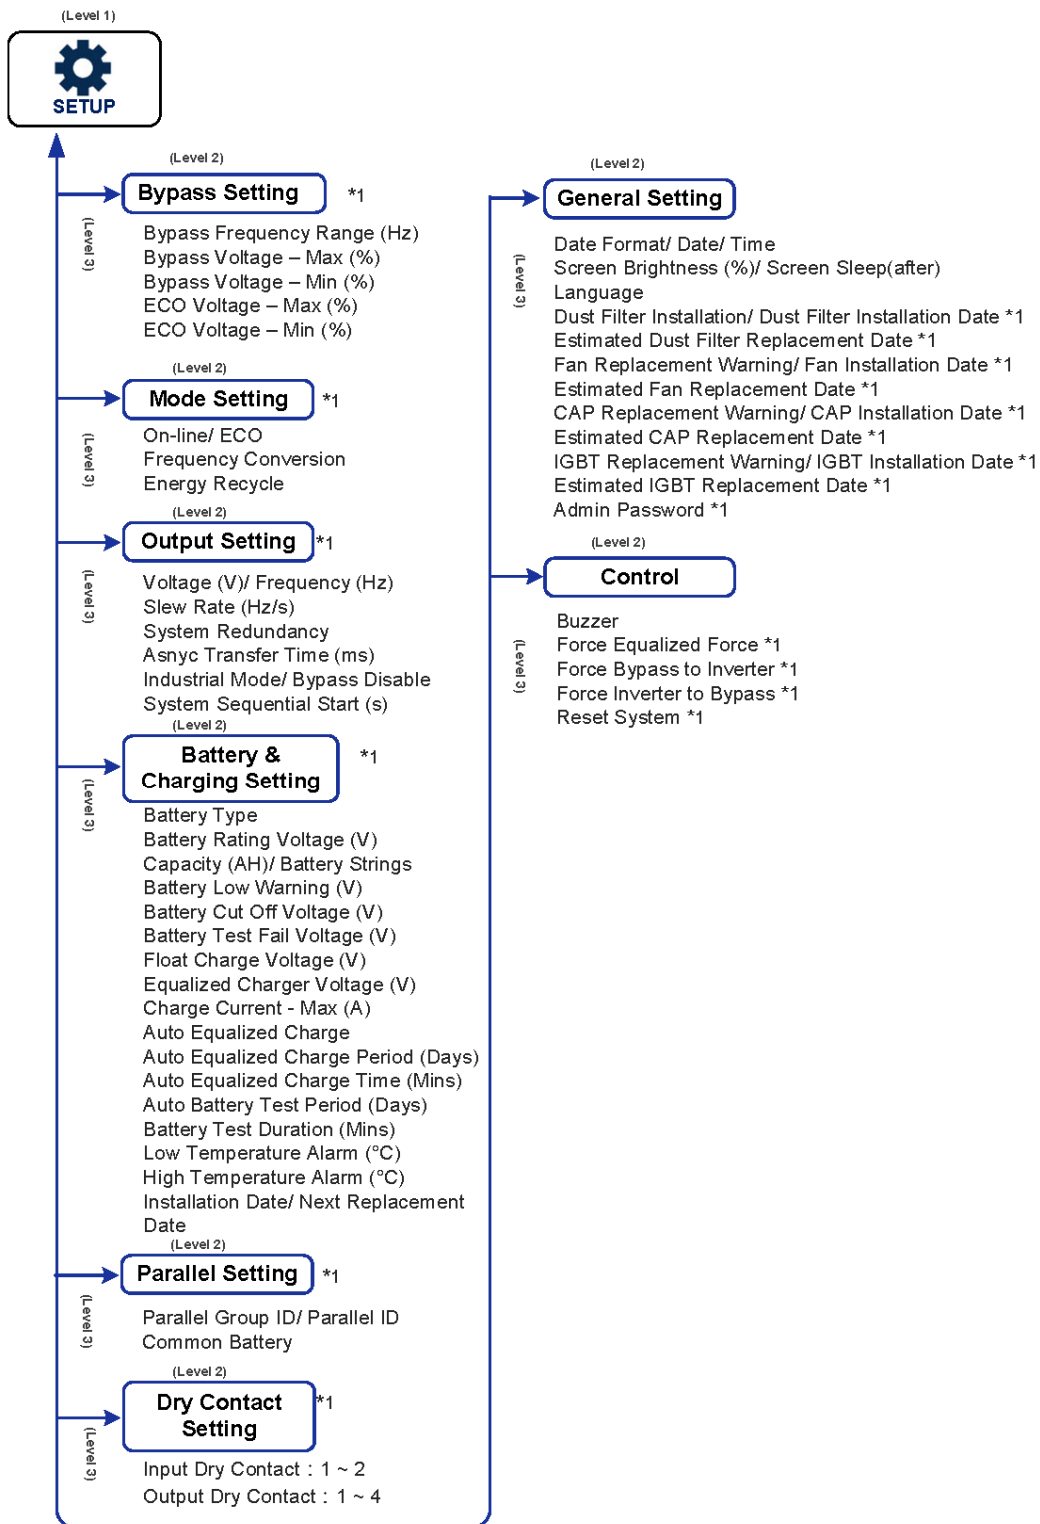 (Level 1)
SETUP
(Level 2)
Bypass Setting *1
(Level 3)
Bypass Frequency Range (Hz)
Bypass Voltage – Max (%)
Bypass Voltage – Min (%)
ECO Voltage – Max (%)
ECO Voltage – Min (%)
(Level 2)
Mode Setting *1
(Level 3)
On-line/ ECO
Frequency Conversion
Energy Recycle
(Level 2)
Output Setting *1
(Level 3)
Voltage (V)/ Frequency (Hz)
Slew Rate (Hz/s)
System Redundancy
Asnyc Transfer Time (ms)
Industrial Mode/ Bypass Disable
System Sequential Start (s)
(Level 2)
Battery &
Charging Setting
*1
(Level 3)
Battery Type
Battery Rating Voltage (V)
Capacity (AH)/ Battery Strings
Battery Low Warning (V)
Battery Cut Off Voltage (V)
Battery Test Fail Voltage (V)
Float Charge Voltage (V)
Equalized Charger Voltage (V)
Charge Current - Max (A)
Auto Equalized Charge
Auto Equalized Charge Period (Days)
Auto Equalized Charge Time (Mins)
Auto Battery Test Period (Days)
Battery Test Duration (Mins)
Low Temperature Alarm (°C)
High Temperature Alarm (°C)
Installation Date/ Next Replacement
Date
(Level 2)
Parallel Setting *1
(Level 3)
Parallel Group ID/ Parallel ID
Common Battery
(Level 2)
Dry Contact
Setting
*1
(Level 3)
Input Dry Contact : 1 ~ 2
Output Dry Contact : 1 ~ 4
(Level 2)
General Setting
(Level 3)
Date Format/ Date/ Time
Screen Brightness (%)/ Screen Sleep(after)
Language
Dust Filter Installation/ Dust Filter Installation Date *1
Estimated Dust Filter Replacement Date *1
Fan Replacement Warning/ Fan Installation Date *1
Estimated Fan Replacement Date *1
CAP Replacement Warning/ CAP Installation Date *1
Estimated CAP Replacement Date *1
IGBT Replacement Warning/ IGBT Installation Date *1
Estimated IGBT Replacement Date *1
Admin Password *1
(Level 2)
Control
(Level 3)
Buzzer
Force Equalized Force *1
Force Bypass to Inverter *1
Force Inverter to Bypass *1
Reset System *1